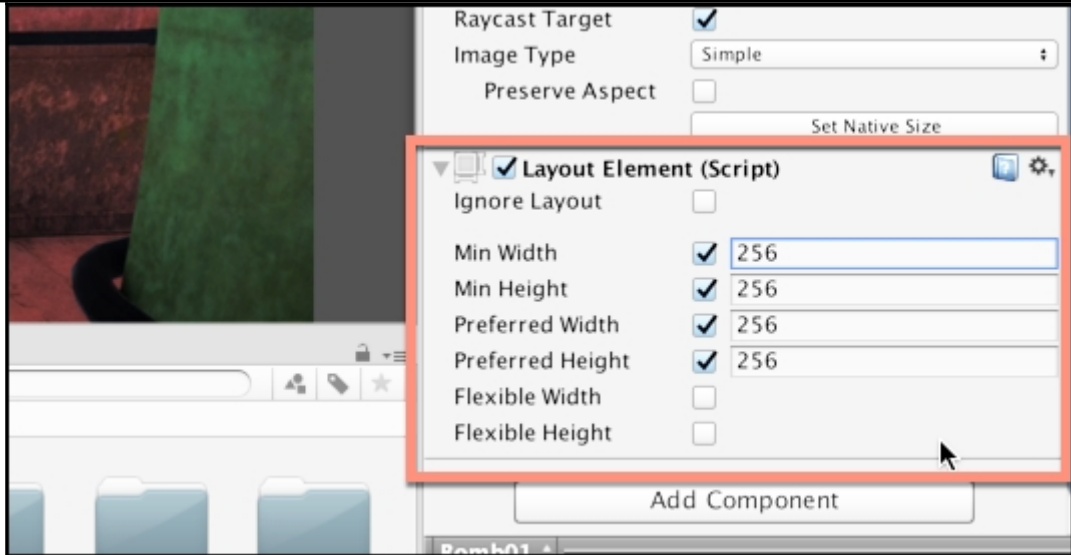 Raycast Target
Image Type Simple
Preserve Aspect
Set Native Size
Layout Element (Script)
Ignore Layout
Min Width 256
Min Height 256
Preferred Width 256
Preferred Height 256
Flexible Width
Flexible Height
Add Component
Bomb01